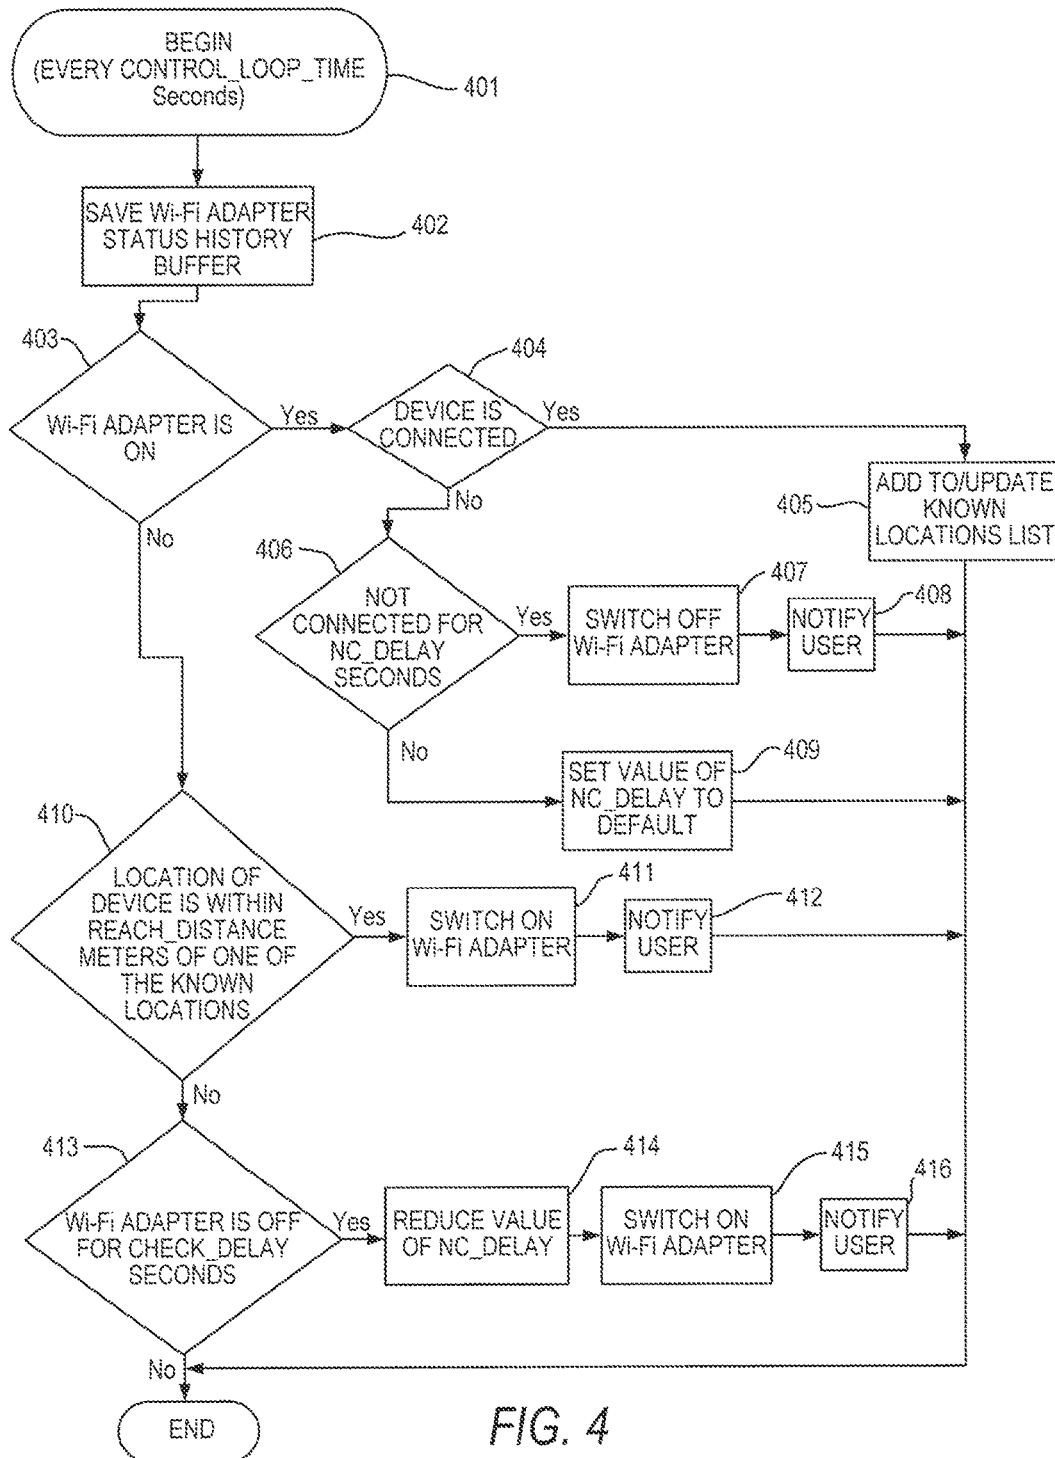 BEGIN
(EVERY CONTROL_LOOP_TIME
Seconds)
401
SAVE Wi-Fi ADAPTER
STATUS HISTORY
BUFFER
402
403
Wi-Fi ADAPTER IS
ON
Yes
No
404
DEVICE IS
CONNECTED
Yes
No
405
ADD TO/UPDATE
KNOWN
LOCATIONS LIST
406
NOT
CONNECTED FOR
NC_DELAY
SECONDS
Yes
No
407
SWITCH OFF
Wi-Fi ADAPTER
408
NOTIFY
USER
409
SET VALUE OF
NC_DELAY TO
DEFAULT
410
LOCATION OF
DEVICE IS WITHIN
REACH_DISTANCE
METERS OF ONE OF
THE KNOWN
LOCATIONS
Yes
No
411
SWITCH ON
Wi-Fi ADAPTER
412
NOTIFY
USER
413
Wi-Fi ADAPTER IS OFF
FOR CHECK_DELAY
SECONDS
Yes
No
414
REDUCE VALUE
OF NC_DELAY
415
SWITCH ON
Wi-Fi ADAPTER
416
NOTIFY
USER
END
FIG. 4